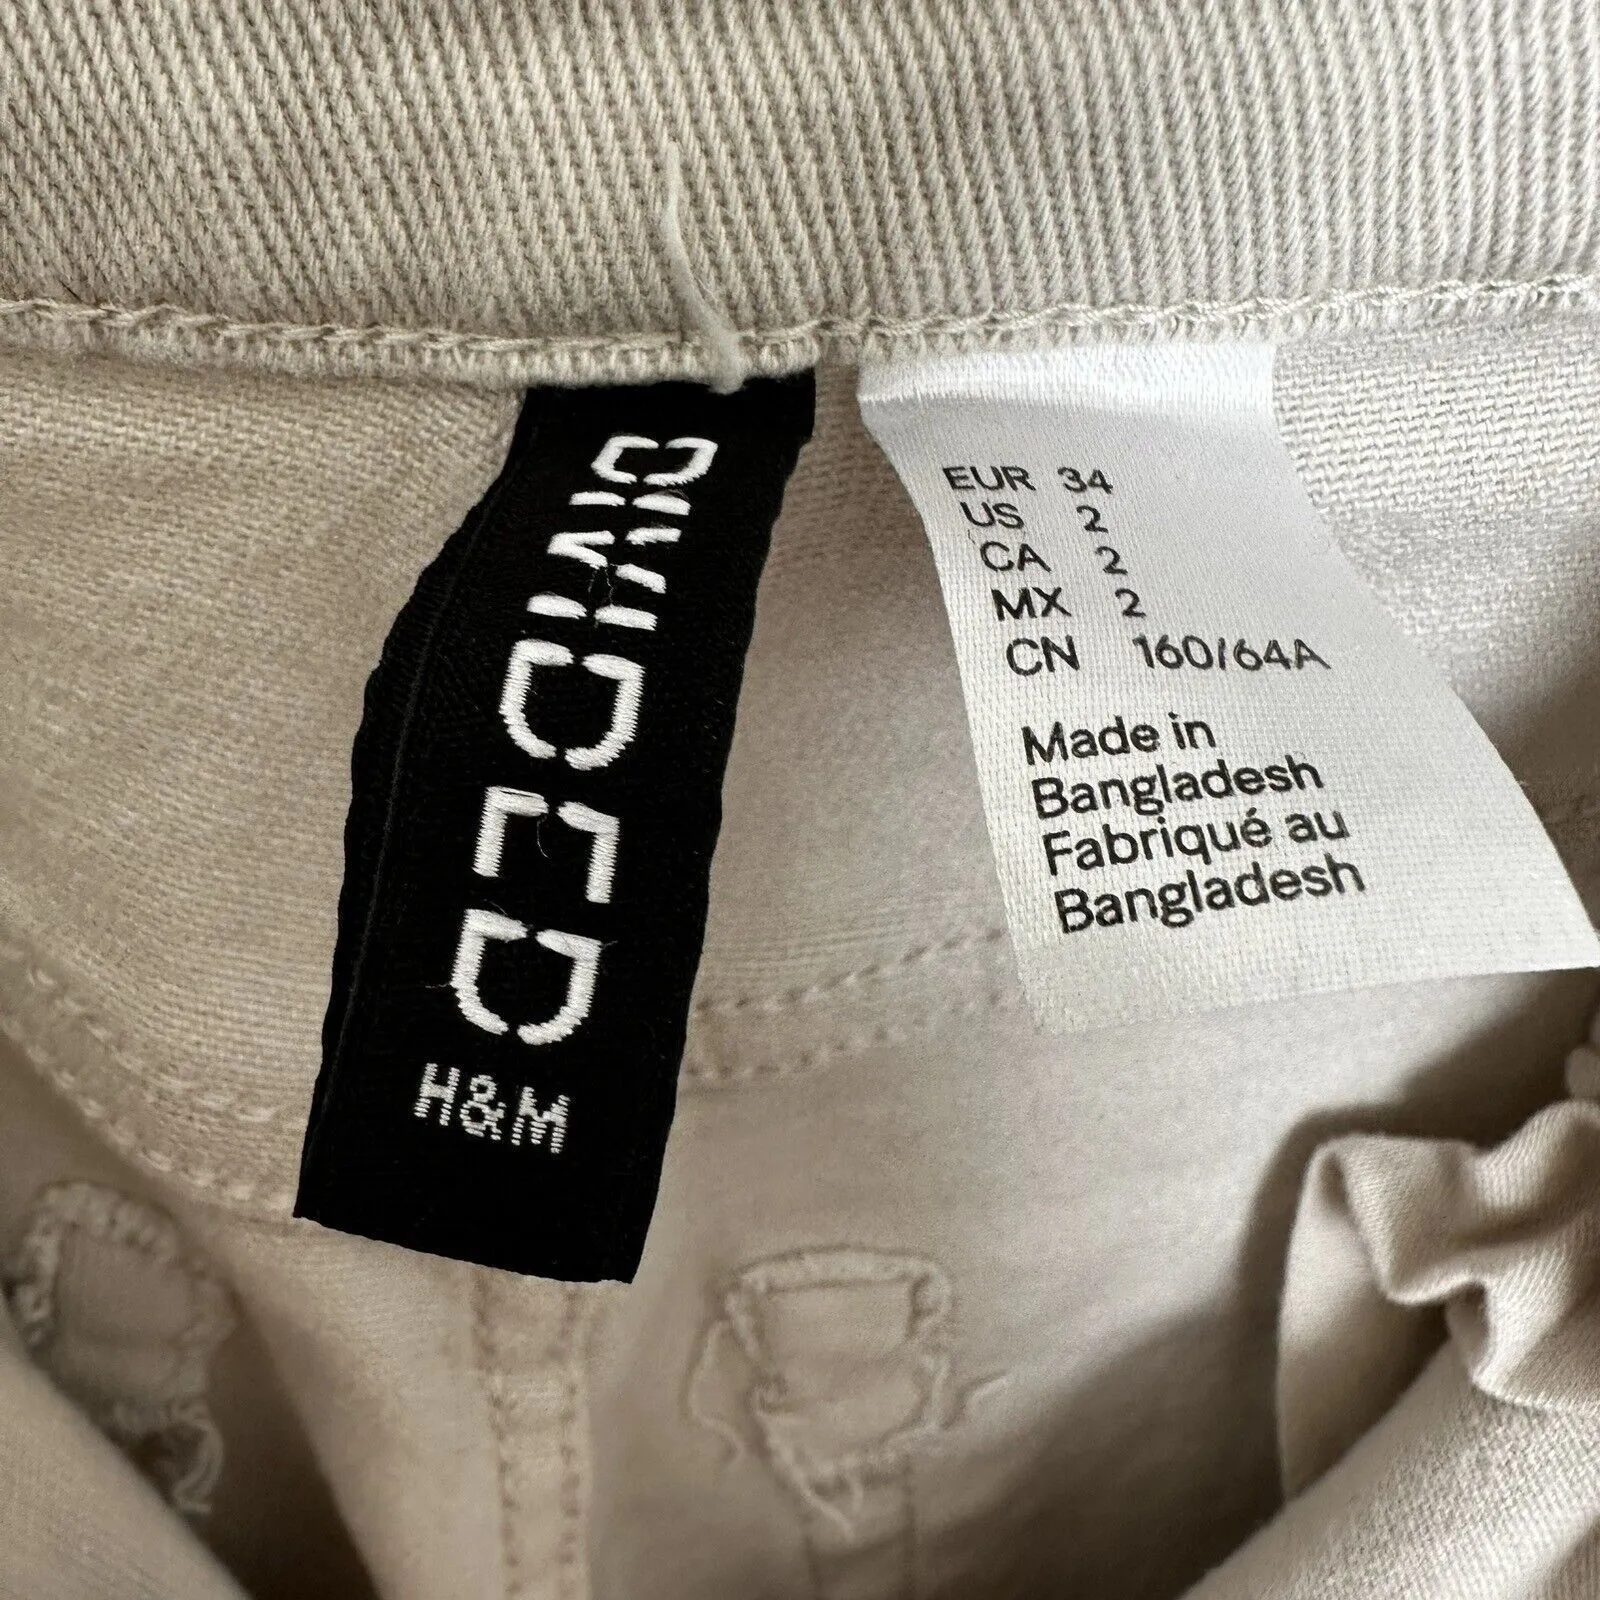 DIVIDED
H&M
EUR 34
US 2
CA 2
MX 2
CN 160/64A
Made in
Bangladesh
Fabriqué au
Bangladesh